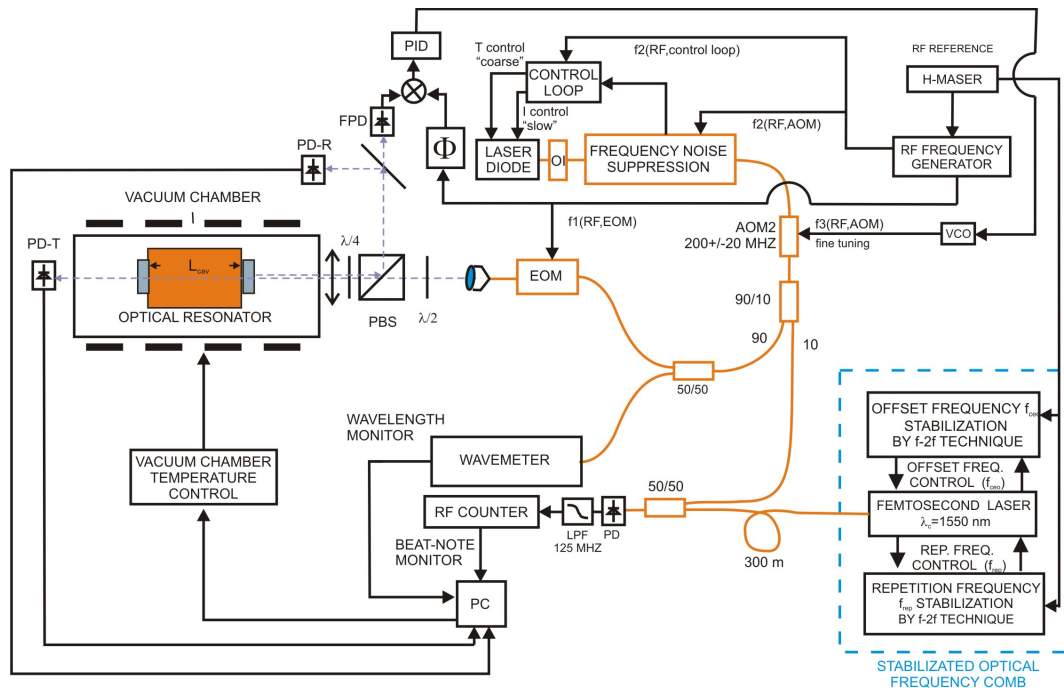 PID
T control
"coarse"
f2(RF,control loop)
RF REFERENCE
CONTROL
LOOP
H-MASER
FPD
I control
"slow"
f2(RF,AOM)
PD-R
Φ
LASER
DIODE
OI
FREQUENCY NOISE
SUPPRESSION
RF FREQUENCY
GENERATOR
VACUUM CHAMBER
PD-T
λ/4
f1(RF,EOM)
AOM2
200+/-20 MHZ
f3(RF,AOM)
fine tuning
VCO
Lcav
EOM
OPTICAL RESONATOR
PBS
λ/2
90/10
90
10
50/50
WAVELENGTH
MONITOR
OFFSET FREQUENCY fceo
STABILIZATION
BY f-2f TECHNIQUE
VACUUM CHAMBER
TEMPERATURE
CONTROL
WAVEMETER
OFFSET FREQ.
CONTROL (fceo)
50/50
RF COUNTER
LPF
125 MHZ
PD
FEMTOSECOND LASER
λc=1550 nm
BEAT-NOTE
MONITOR
300 m
REP. FREQ.
CONTROL (frep)
PC
REPETITION FREQUENCY
frep STABILIZATION
BY f-2f TECHNIQUE
STABILIZATED OPTICAL
FREQUENCY COMB